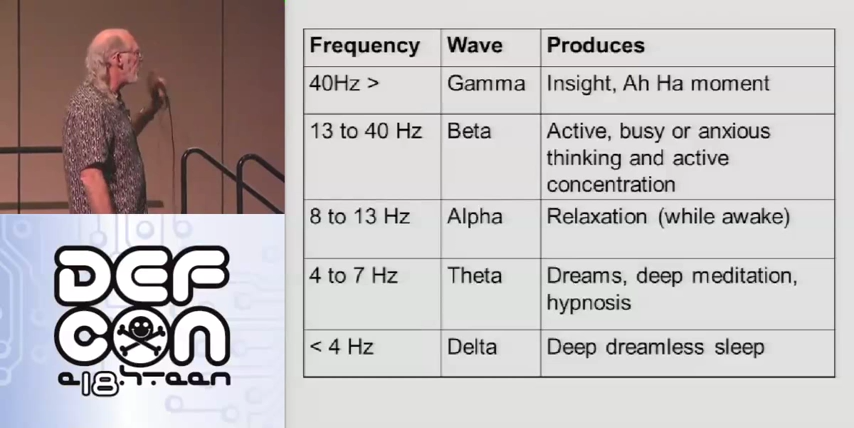 Frequency Wave Produces
40Hz > Gamma Insight, Ah Ha moment
13 to 40 Hz Beta Active, busy or anxious
thinking and active
concentration
8 to 13 Hz Alpha Relaxation (while awake)
4 to 7 Hz Theta Dreams, deep meditation,
hypnosis
< 4 Hz Delta Deep dreamless sleep
DEF
CON
e18hteen